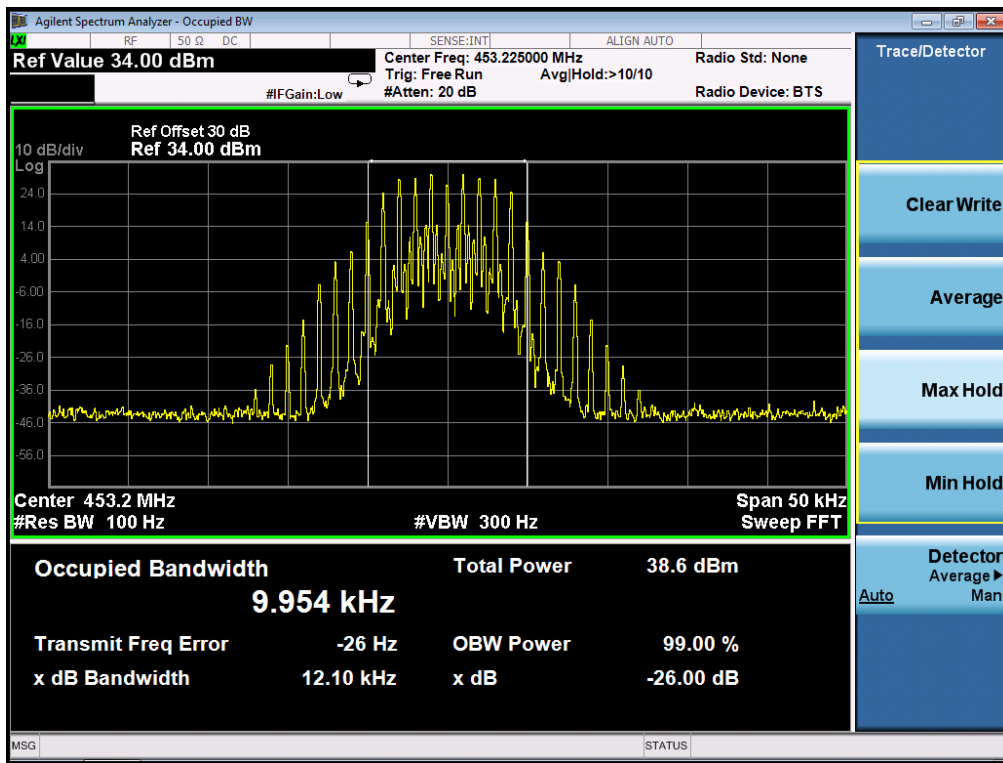 Agilent Spectrum Analyzer - Occupied BW
LXI RF 50 Ω DC SENSE:INT ALIGN AUTO
Ref Value 34.00 dBm
Center Freq: 453.225000 MHz
Radio Std: None
Trig: Free Run Avg|Hold:>10/10
#IFGain:Low
#Atten: 20 dB
Radio Device: BTS
Ref Offset 30 dB
10 dB/div Ref 34.00 dBm
Log
24.0
14.0
4.00
-6.00
-16.0
-26.0
-36.0
-46.0
-56.0
Center 453.2 MHz Span 50 kHz
#Res BW 100 Hz #VBW 300 Hz Sweep FFT
Occupied Bandwidth Total Power 38.6 dBm
9.954 kHz
Transmit Freq Error -26 Hz OBW Power 99.00 %
x dB Bandwidth 12.10 kHz x dB -26.00 dB
MSG STATUS
Trace/Detector
Clear Write
Average
Max Hold
Min Hold
Detector
Average
Auto Man